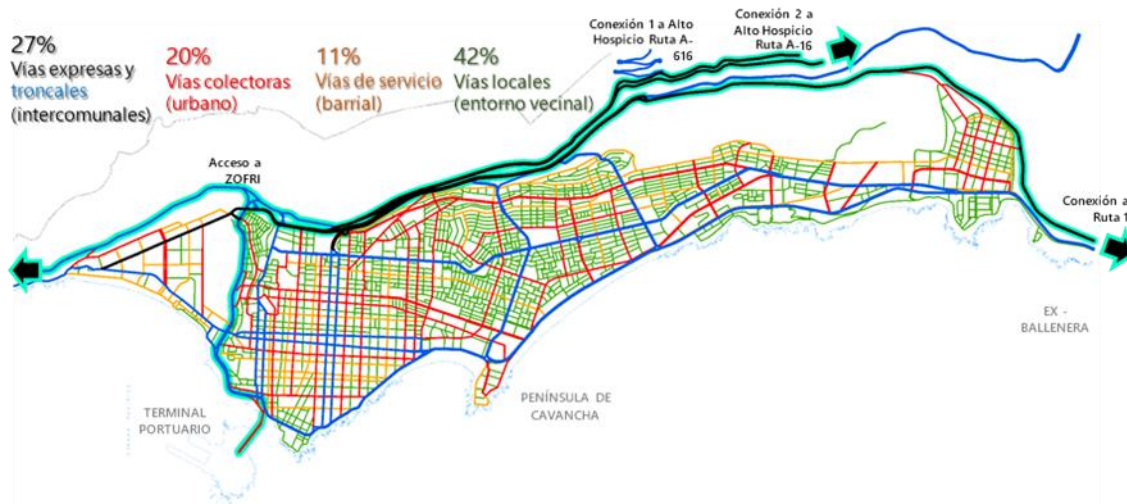 27%
Vías expresas y
troncales
(intercomunales)
20%
Vías colectoras
(urbano)
11%
Vías de servicio
(barrial)
42%
Vías locales
(entorno vecinal)
Conexión 1 a Alto
Hospicio Ruta A-
616
Conexión 2 a
Alto Hospicio
Ruta A-16
Acceso a
ZOFRI
Conexión a
Ruta 1
EX -
BALLENERA
PENÍNSULA DE
CAVANCHA
TERMINAL
PORTUARIO